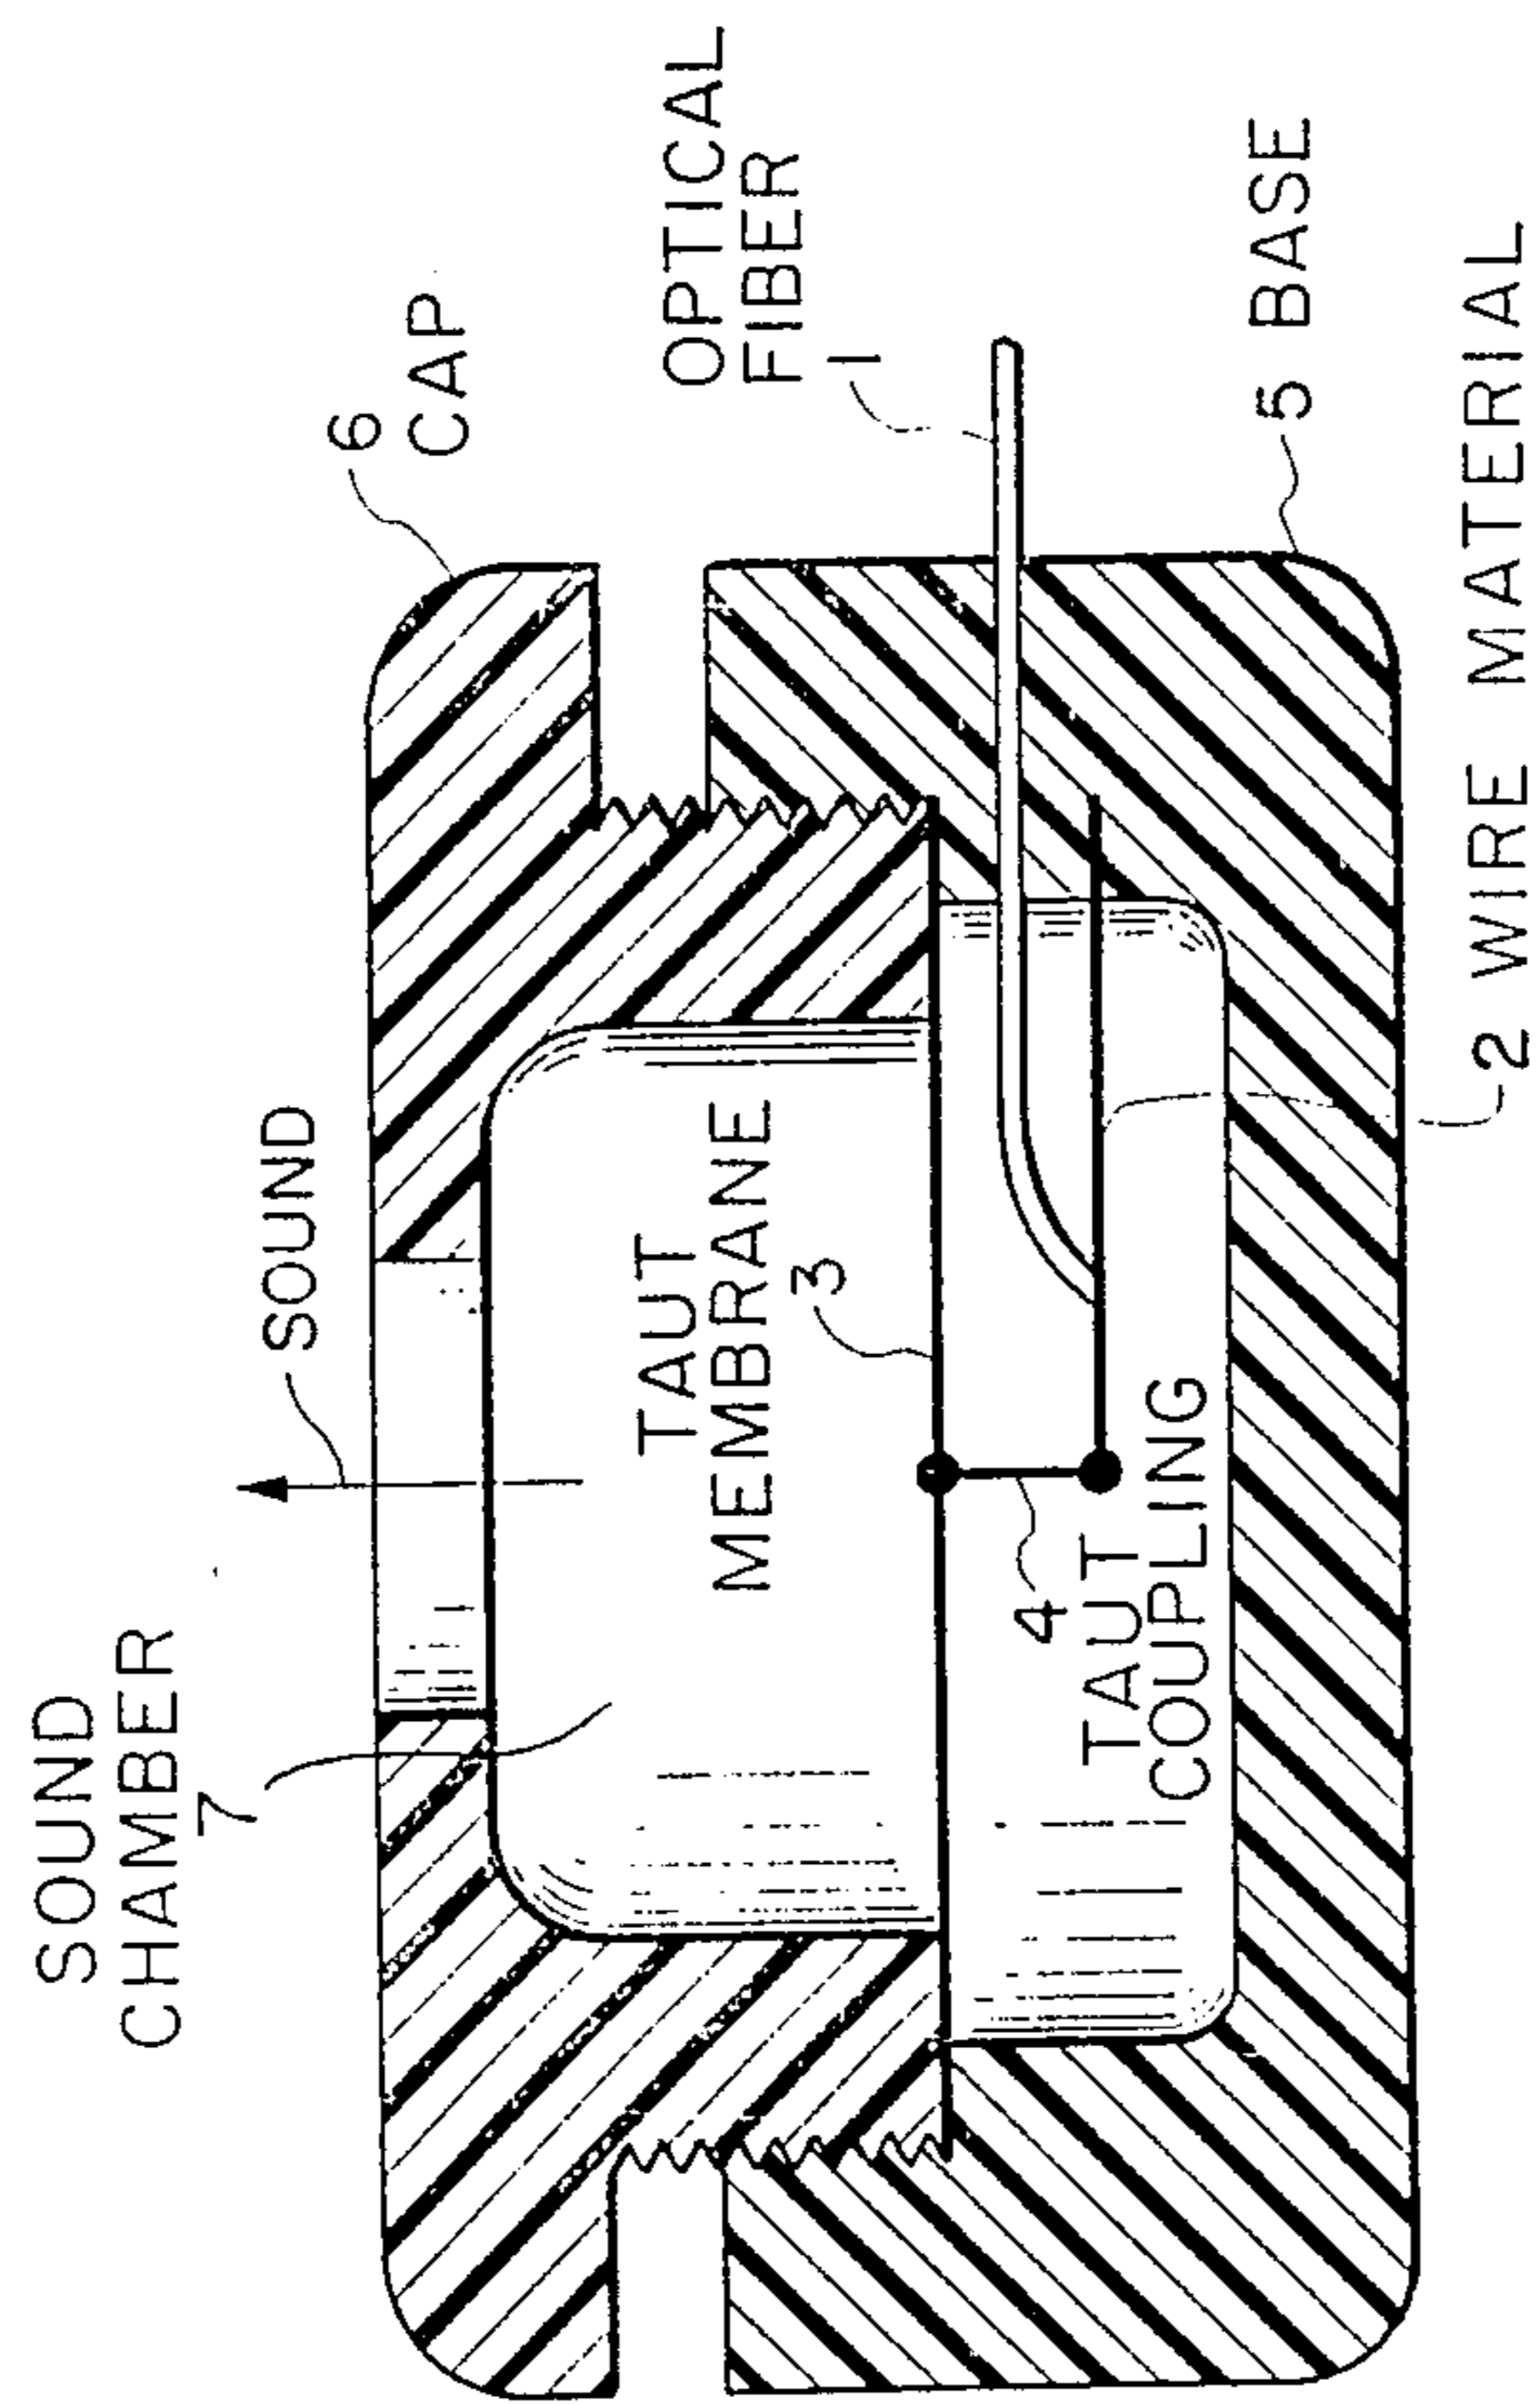 SOUND
CHAMBER
7
SOUND
6
CAP
TAUT
MEMBRANE
3
OPTICAL
FIBER
1
4
TAUT
COUPLING
5 BASE
2 WIRE MATERIAL